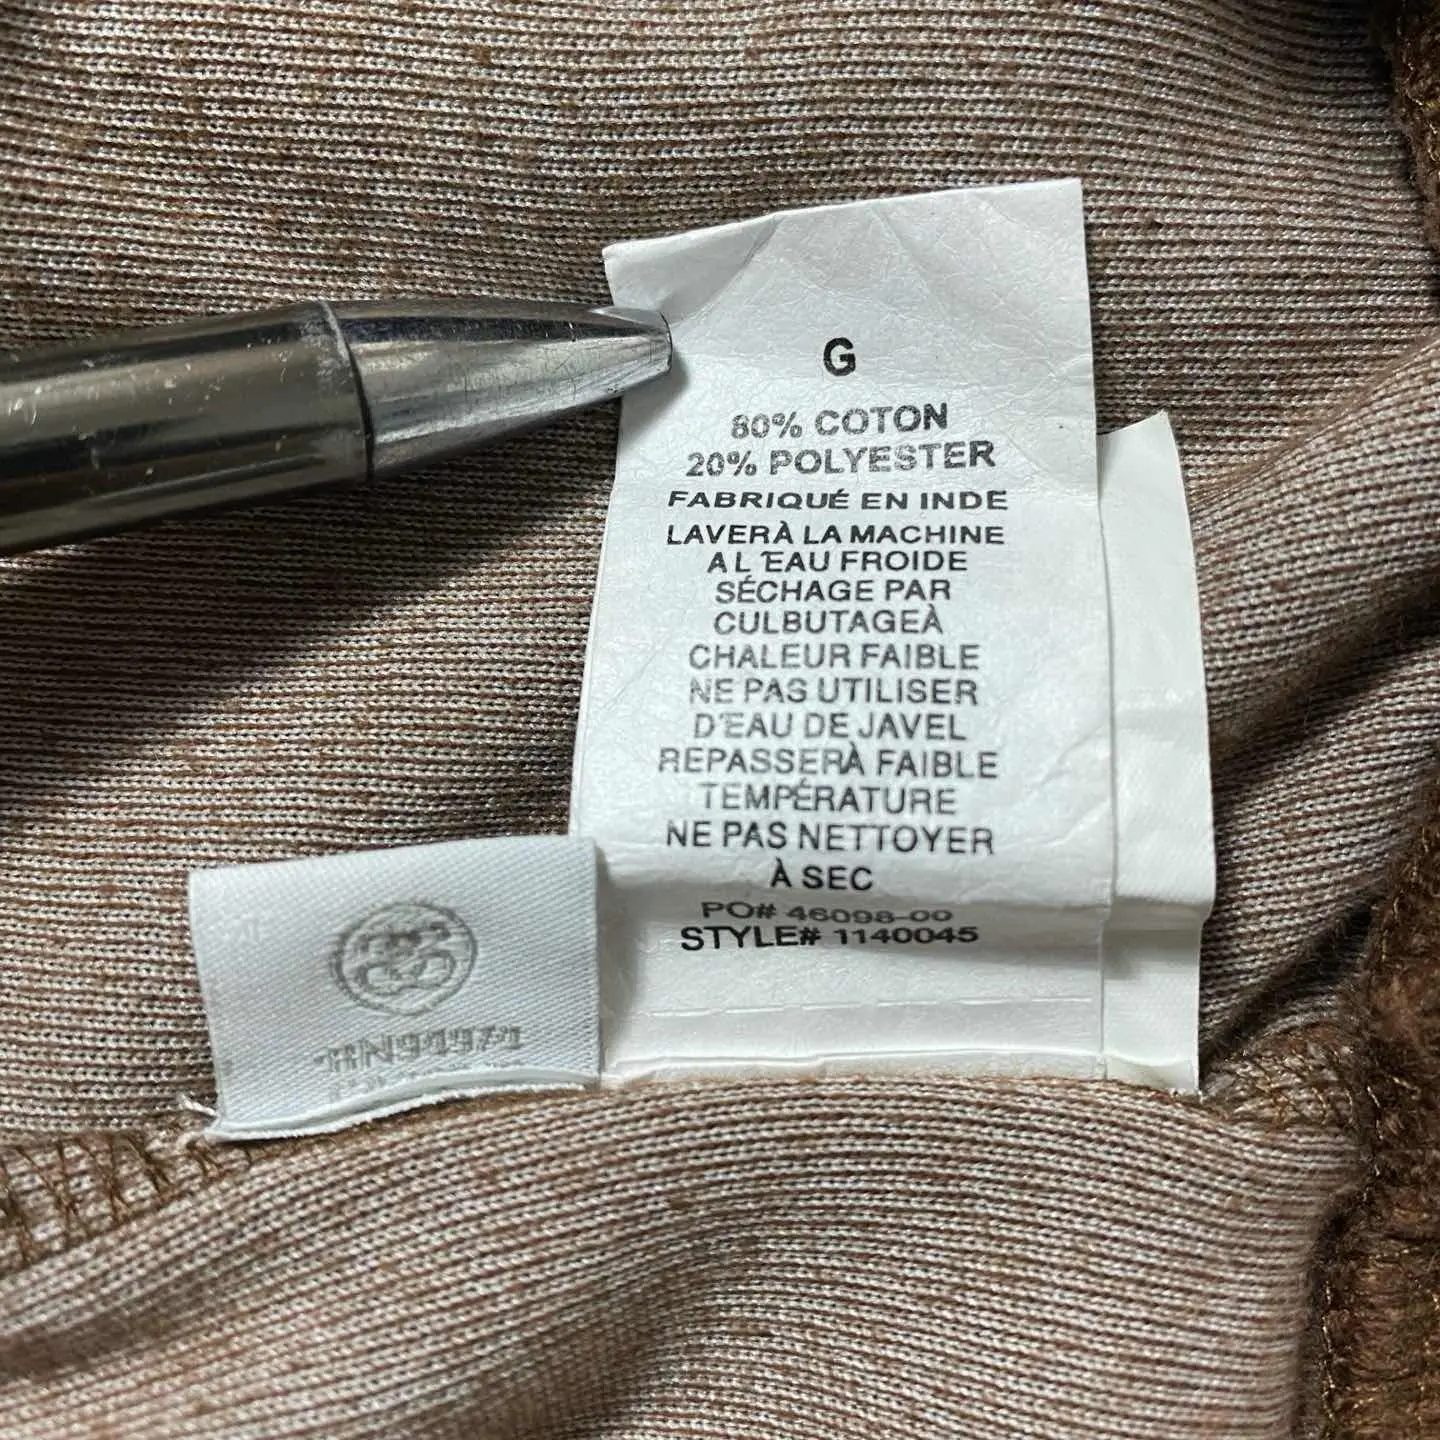 G
80% COTON
20% POLYESTER
FABRIQUÉ EN INDE
LAVERÀ LA MACHINE
A L'EAU FROIDE
SÉCHAGE PAR
CULBUTAGEÀ
CHALEUR FAIBLE
NE PAS UTILISER
D'EAU DE JAVEL
REPASSERÀ FAIBLE
TEMPÉRATURE
NE PAS NETTOYER
À SEC
PO# 46098-00
STYLE# 1140045